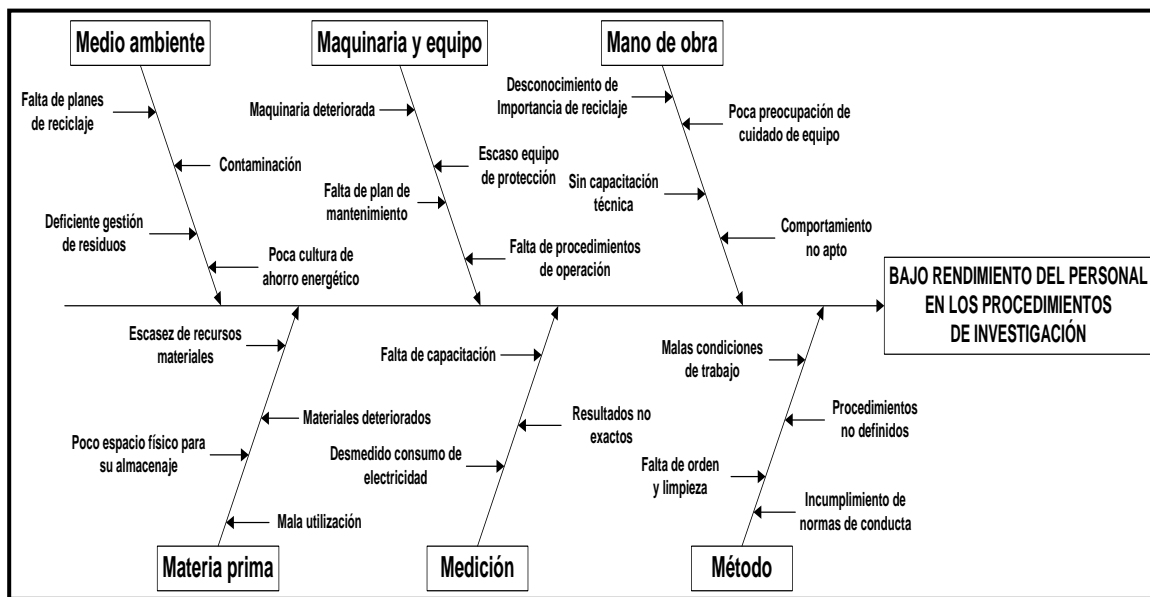 Medio ambiente
Maquinaria y equipo
Mano de obra
Falta de planes
de reciclaje
Contaminación
Deficiente gestión
de residuos
Poca cultura de
ahorro energético
Maquinaria deteriorada
Escaso equipo
de protección
Falta de plan de
mantenimiento
Falta de procedimientos
de operación
Desconocimiento de
Importancia de reciclaje
Poca preocupación de
cuidado de equipo
Sin capacitación
técnica
Comportamiento
no apto
BAJO RENDIMIENTO DEL PERSONAL
EN LOS PROCEDIMIENTOS
DE INVESTIGACIÓN
Escasez de recursos
materiales
Materiales deteriorados
Poco espacio físico para
su almacenaje
Mala utilización
Falta de capacitación
Resultados no
exactos
Desmedido consumo de
electricidad
Malas condiciones
de trabajo
Procedimientos
no definidos
Falta de orden
y limpieza
Incumplimiento de
normas de conducta
Materia prima
Medición
Método